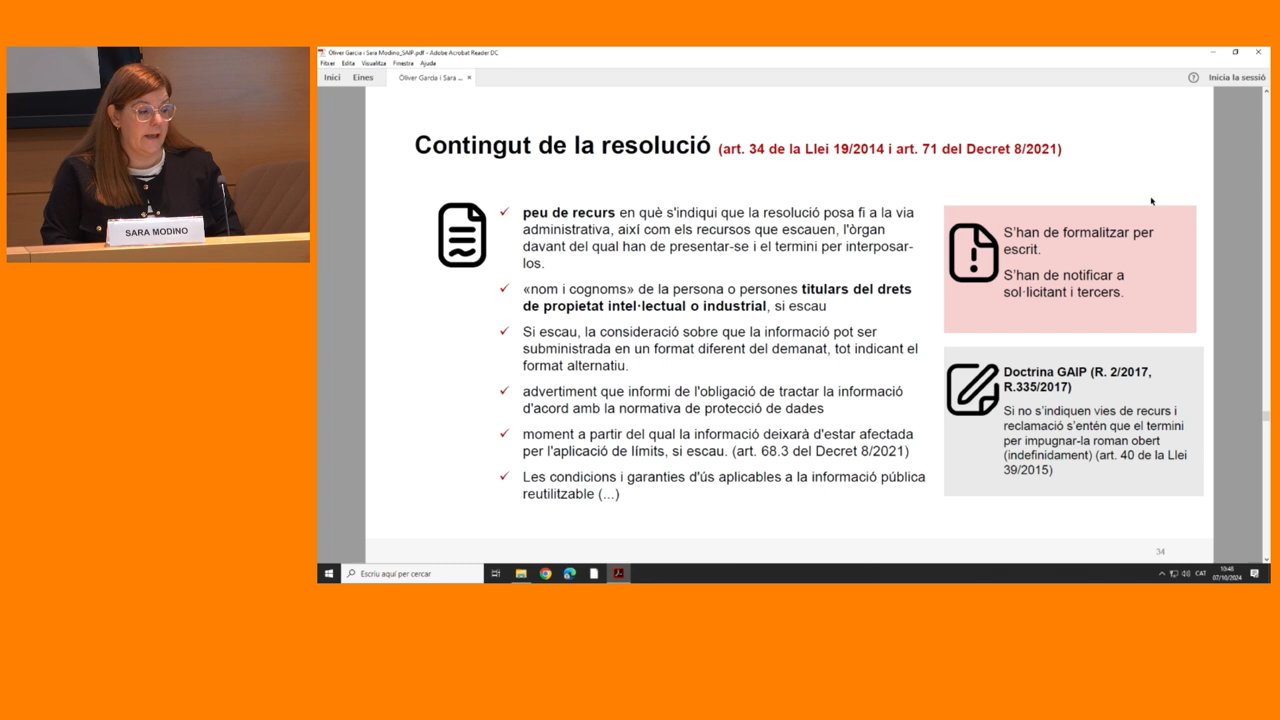 SARA MODINO
Òliver Garcia i Sara Modino_SAIP.pdf - Adobe Acrobat Reader DC
Fitxer Edita Visualitza Finestra Ajuda
Inici Eines Òliver Garcia i Sara ... × Inicia la sessió
Contingut de la resolució (art. 34 de la Llei 19/2014 i art. 71 del Decret 8/2021)
peu de recurs en què s'indiqui que la resolució posa fi a la via
administrativa, així com els recursos que escauen, l'òrgan
davant del qual han de presentar-se i el termini per interposar-
los.
«nom i cognoms» de la persona o persones titulars del drets
de propietat intel·lectual o industrial, si escau
Si escau, la consideració sobre que la informació pot ser
subministrada en un format diferent del demanat, tot indicant el
format alternatiu.
advertiment que informi de l'obligació de tractar la informació
d'acord amb la normativa de protecció de dades
moment a partir del qual la informació deixarà d'estar afectada
per l'aplicació de límits, si escau. (art. 68.3 del Decret 8/2021)
Les condicions i garanties d'ús aplicables a la informació pública
reutilitzable (...)
S'han de formalitzar per
escrit.
S'han de notificar a
sol·licitant i tercers.
Doctrina GAIP (R. 2/2017,
R.335/2017)
Si no s'indiquen vies de recurs i
reclamació s'entén que el termini
per impugnar-la roman obert
(indefinidament) (art. 40 de la Llei
39/2015)
34
Escriu aquí per cercar
CAT
10:48
07/10/2024